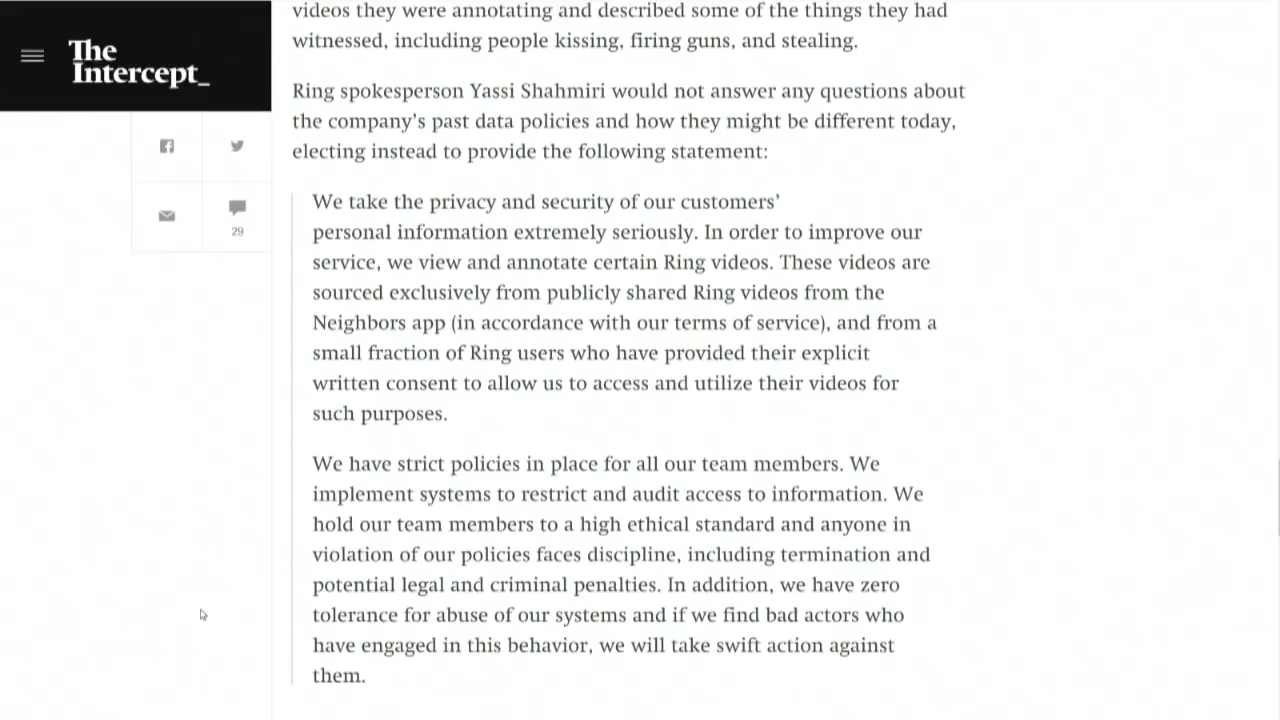 The
Intercept_
29
videos they were annotating and described some of the things they had
witnessed, including people kissing, firing guns, and stealing.
Ring spokesperson Yassi Shahmiri would not answer any questions about
the company’s past data policies and how they might be different today,
electing instead to provide the following statement:
We take the privacy and security of our customers’
personal information extremely seriously. In order to improve our
service, we view and annotate certain Ring videos. These videos are
sourced exclusively from publicly shared Ring videos from the
Neighbors app (in accordance with our terms of service), and from a
small fraction of Ring users who have provided their explicit
written consent to allow us to access and utilize their videos for
such purposes.
We have strict policies in place for all our team members. We
implement systems to restrict and audit access to information. We
hold our team members to a high ethical standard and anyone in
violation of our policies faces discipline, including termination and
potential legal and criminal penalties. In addition, we have zero
tolerance for abuse of our systems and if we find bad actors who
have engaged in this behavior, we will take swift action against
them.